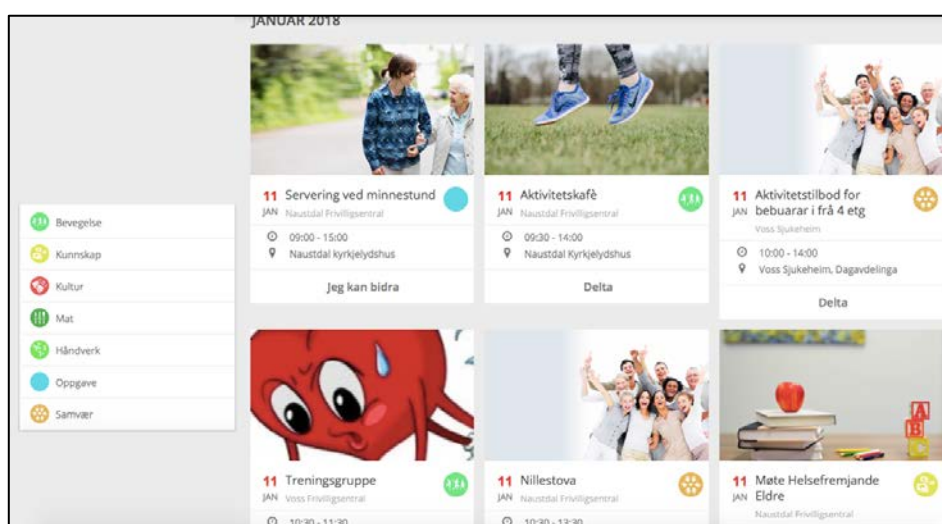 JANUAR 2018
Bevegelse
Kunnskap
Kultur
Mat
Håndverk
Oppgave
Samvær
11 Servering ved minnestund
JAN Naustdal Frivilligsentral
09:00 - 15:00
Naustdal kyrkjelydshus
Jeg kan bidra
11 Aktivitetskafè
JAN Naustdal Frivilligsentral
09:30 - 14:00
Naustdal Kyrkjelydshus
Delta
11 Aktivitetstilbod for
JAN bebuarar i frå 4 etg
Voss Sjukeheim
10:00 - 14:00
Voss Sjukeheim, Dagavdelinga
Delta
11 Treningsgruppe
JAN Voss Frivilligsentral
10:30 - 11:30
11 Nillestova
JAN Naustdal Frivilligsentral
10:30 - 13:30
A
B
11 Møte Helsefremjande
JAN Eldre
Naustdal Frivilligsentral